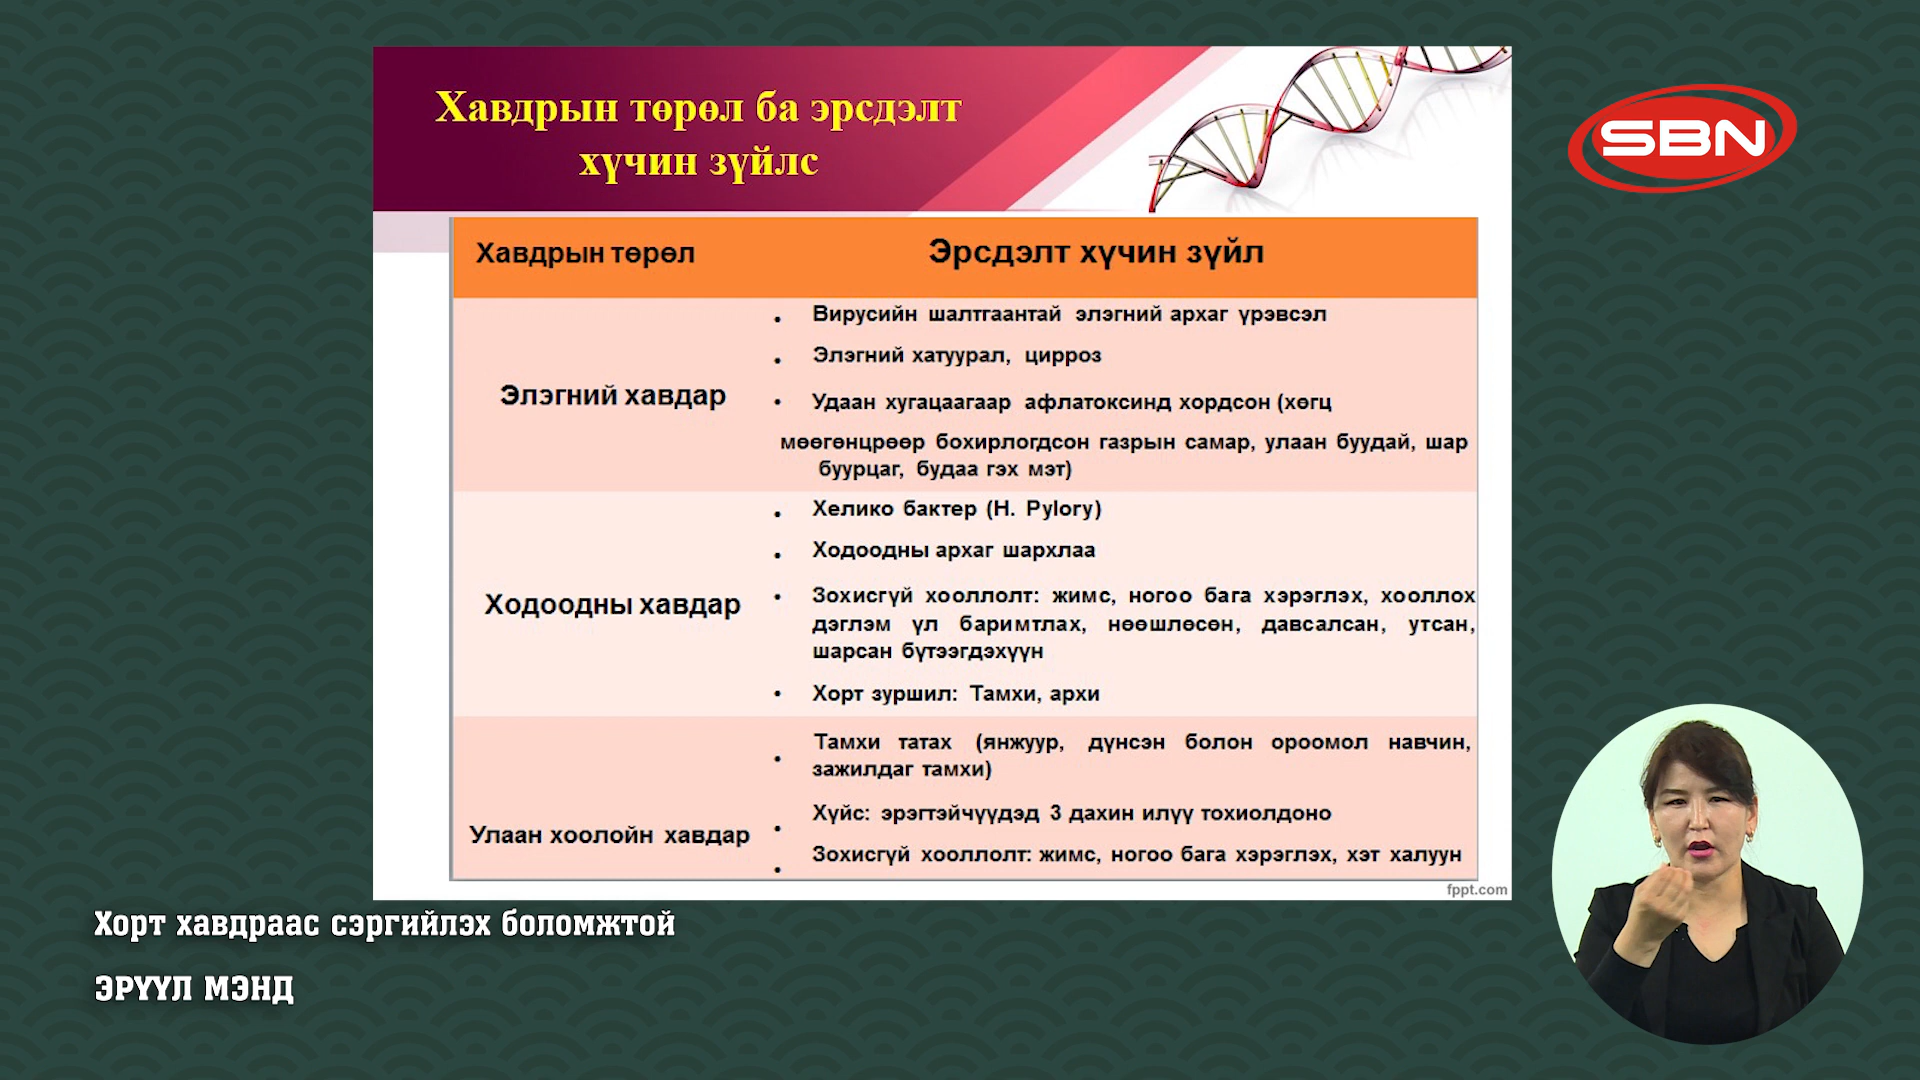 Хавдрын төрөл ба эрсдэлт
хүчин зүйлс
SBN
Хавдрын төрөл
Эрсдэлт хүчин зүйл
Элэгний хавдар
• Вирусийн шалтгаантай элэгний архаг үрэвсэл
• Элэгний хатуурал, цирроз
• Удаан хугацаагаар афлатоксинд хордсон (хөгц
мөөгөнцрөөр бохирлогдсон газрын самар, улаан буудай, шар
буурцаг, будаа гэх мэт)
Ходоодны хавдар
• Хелико бактер (H. Pylory)
• Ходоодны архаг шархлаа
• Зохисгүй хооллолт: жимс, ногоо бага хэрэглэх, хооллох
дэглэм үл баримтлах, нөөшлөсөн, давсалсан, утсан,
шарсан бүтээгдэхүүн
• Хорт зуршил: Тамхи, архи
Улаан хоолойн хавдар
• Тамхи татах (янжуур, дүнсэн болон ороомол навчин,
зажилдаг тамхи)
• Хүйс: эрэгтэйчүүдэд 3 дахин илүү тохиолдоно
• Зохисгүй хооллолт: жимс, ногоо бага хэрэглэх, хэт халуун
fppt.com
Хорт хавдраас сэргийлэх боломжтой
ЭРҮҮЛ МЭНД